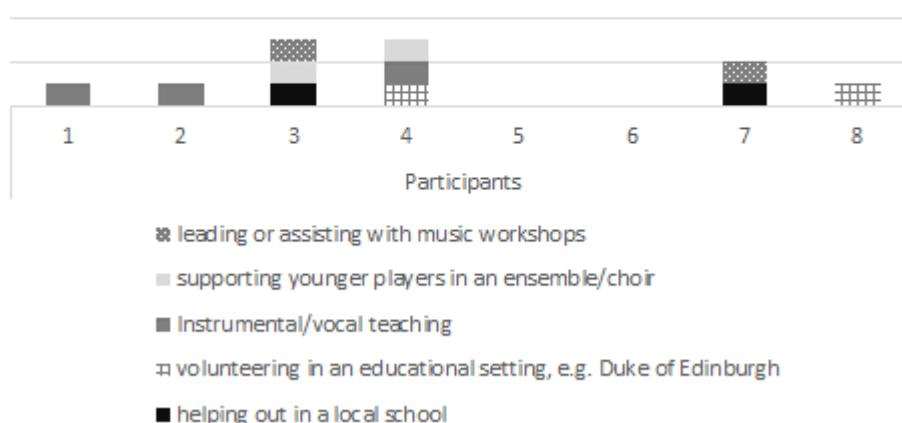 1 2 3 4 5 6 7 8
Participants
leading or assisting with music workshops
supporting younger players in an ensemble/choir
Instrumental/vocal teaching
volunteering in an educational setting, e.g. Duke of Edinburgh
helping out in a local school